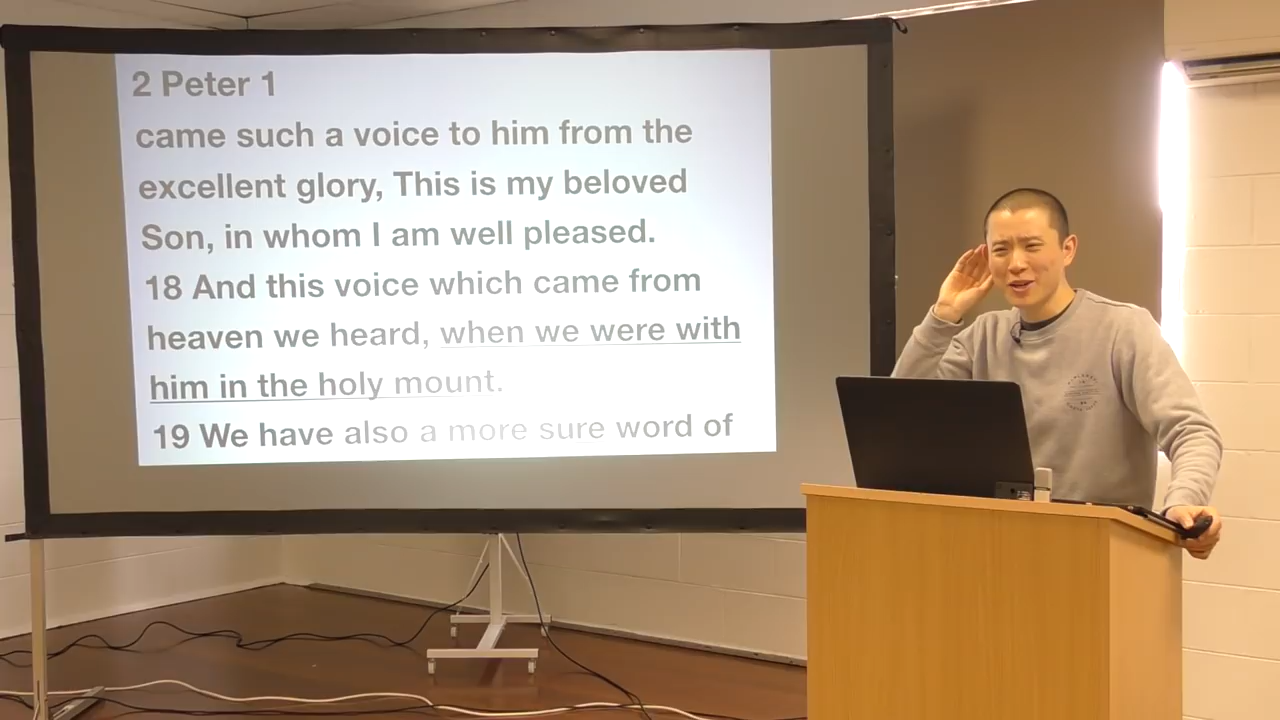 2 Peter 1
came such a voice to him from the
excellent glory, This is my beloved
Son, in whom I am well pleased.
18 And this voice which came from
heaven we heard, when we were with
him in the holy mount.
19 We have also a more sure word of